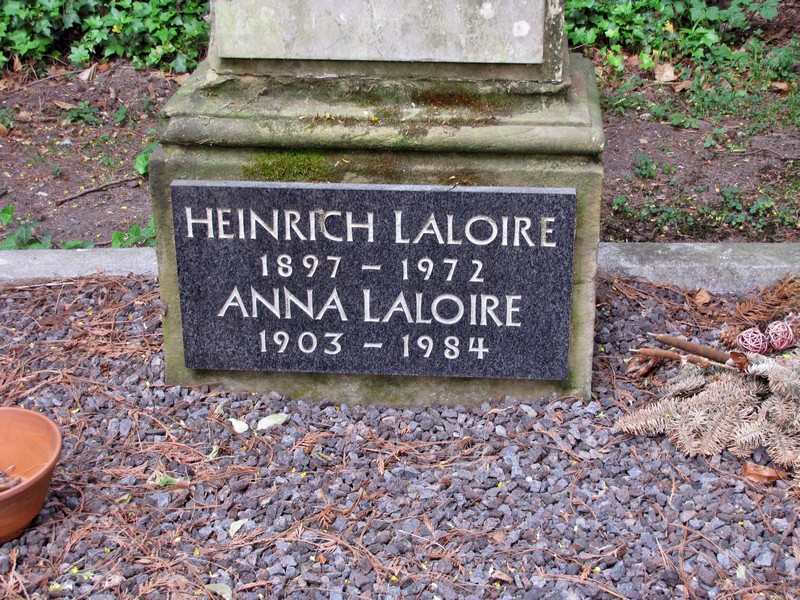 HEINRICH LALOIRE
1897 – 1972
ANNA LALOIRE
1903 – 1984